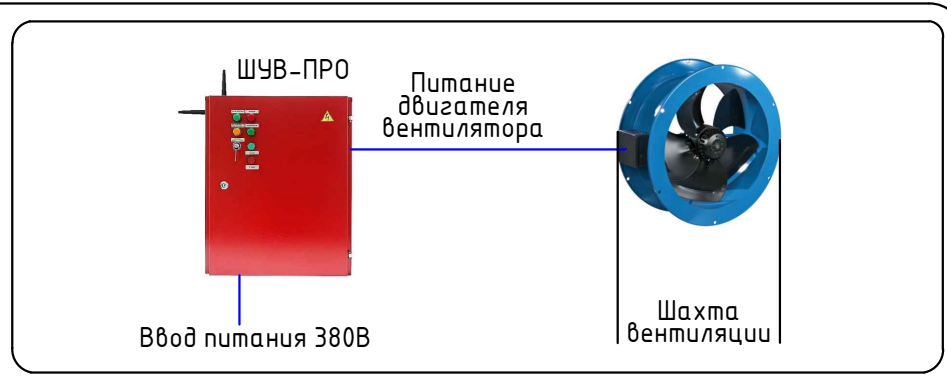 ШУВ-ПРО
Питание
двигателя
вентилятора
Ввод питания 380В
Шахта
вентиляции